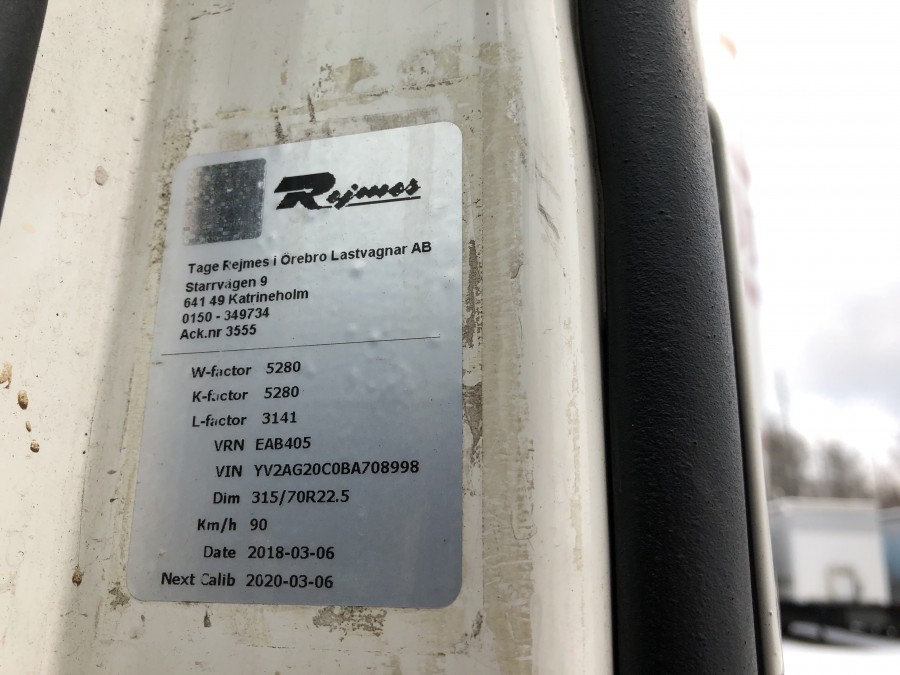 Rejmes
Tage Rejmes i Örebro Lastvagnar AB
Starrvägen 9
641 49 Katrineholm
0150 - 349734
Ack.nr 3555
W-factor 5280
K-factor 5280
L-factor 3141
VRN EAB405
VIN YV2AG20C0BA708998
Dim 315/70R22.5
Km/h 90
Date 2018-03-06
Next Calib 2020-03-06